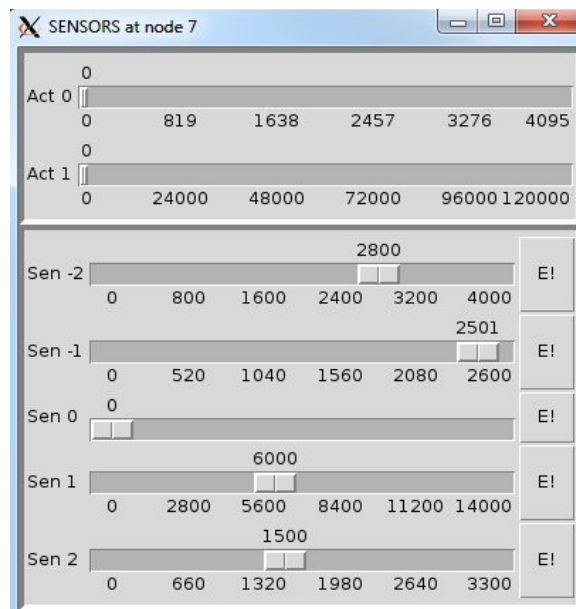 SENSORS at node 7
0
Act 0
0 819 1638 2457 3276 4095
0
Act 1
0 24000 48000 72000 96000 120000
2800
Sen -2 E!
0 800 1600 2400 3200 4000
2501
Sen -1 E!
0 520 1040 1560 2080 2600
0
Sen 0 E!
6000
Sen 1 E!
0 2800 5600 8400 11200 14000
1500
Sen 2 E!
0 660 1320 1980 2640 3300